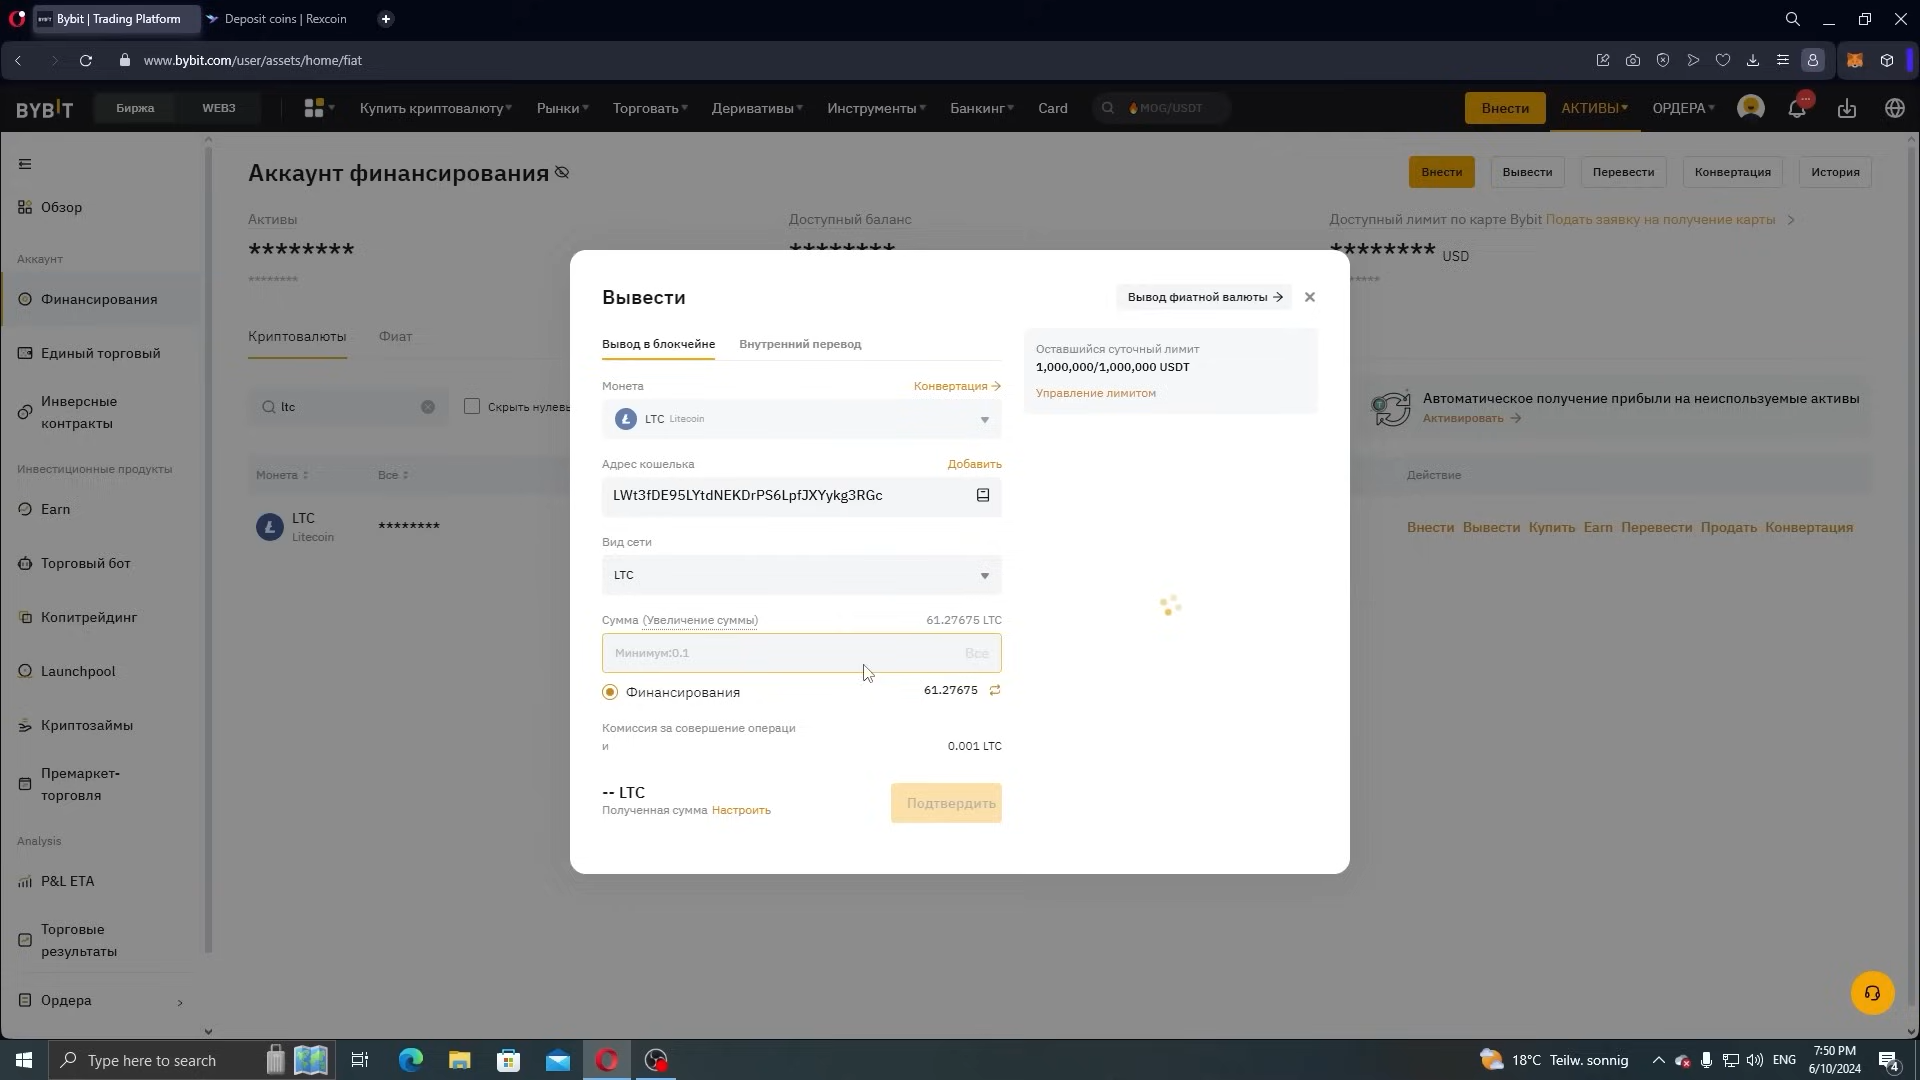 Bybit | Trading Platform
Deposit coins | Rexcoin
www.bybit.com/user/assets/home/fiat
BYBIT
Биржа
WEB3
Купить криптовалюту
Рынки
Торговать
Деривативы
Инструменты
Банкинг
Card
MOG/USDT
Внести
АКТИВЫ
ОРДЕРА
Обзор
Аккаунт
Финансирования
Единый торговый
Инверсные
контракты
Инвестиционные продукты
Earn
Торговый бот
Копитрейдинг
Launchpool
Криптозаймы
Премаркет-
торговля
Analysis
P&L ETA
Торговые
результаты
Ордера
Аккаунт финансирования
Внести
Вывести
Перевести
Конвертация
История
Активы
********
********
Доступный баланс
********
Доступный лимит по карте Bybit Подать заявку на получение карты
******** USD
Криптовалюты
Фиат
ltc
Скрыть нулевы
Автоматическое получение прибыли на неиспользуемые активы
Активировать
Монета
Все
Действие
LTC
Litecoin
********
Внести Вывести Купить Earn Перевести Продать Конвертация
Вывести
Вывод фиатной валюты
Вывод в блокчейне
Внутренний перевод
Монета
Конвертация
LTC Litecoin
Адрес кошелька
Добавить
LWt3fDE95LYtdNEKDrPS6LpfJXYykg3RGc
Вид сети
LTC
Сумма (Увеличение суммы)
61.27675 LTC
Минимум:0.1
Все
Финансирования
61.27675
Комиссия за совершение операци
и
0.001 LTC
-- LTC
Полученная сумма Настроить
Подтвердить
Оставшийся суточный лимит
1,000,000/1,000,000 USDT
Управление лимитом
Type here to search
18°C Teilw. sonnig
ENG
7:50 PM
6/10/2024
4